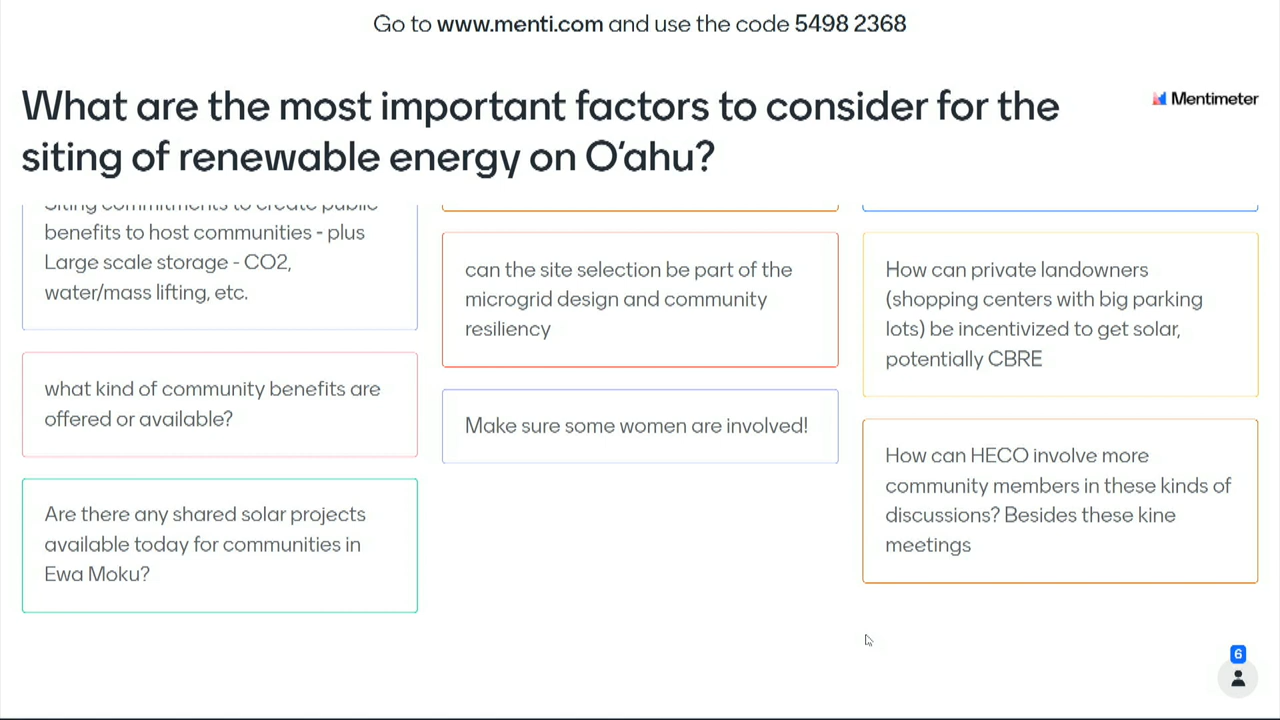 Go to www.menti.com and use the code 5498 2368
What are the most important factors to consider for the
siting of renewable energy on Oʻahu?
Mentimeter
Siting commitments to create public
benefits to host communities - plus
Large scale storage - CO2,
water/mass lifting, etc.
what kind of community benefits are
offered or available?
Are there any shared solar projects
available today for communities in
Ewa Moku?
can the site selection be part of the
microgrid design and community
resiliency
Make sure some women are involved!
How can private landowners
(shopping centers with big parking
lots) be incentivized to get solar,
potentially CBRE
How can HECO involve more
community members in these kinds of
discussions? Besides these kine
meetings
6